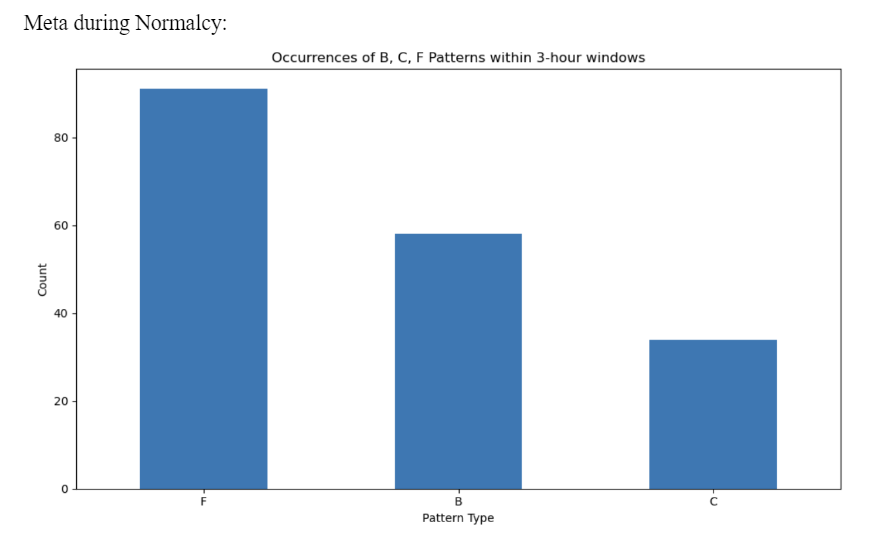 Meta during Normalcy:
Occurrences of B, C, F Patterns within 3-hour windows
80
60
40
20
0
Count
F B C
Pattern Type